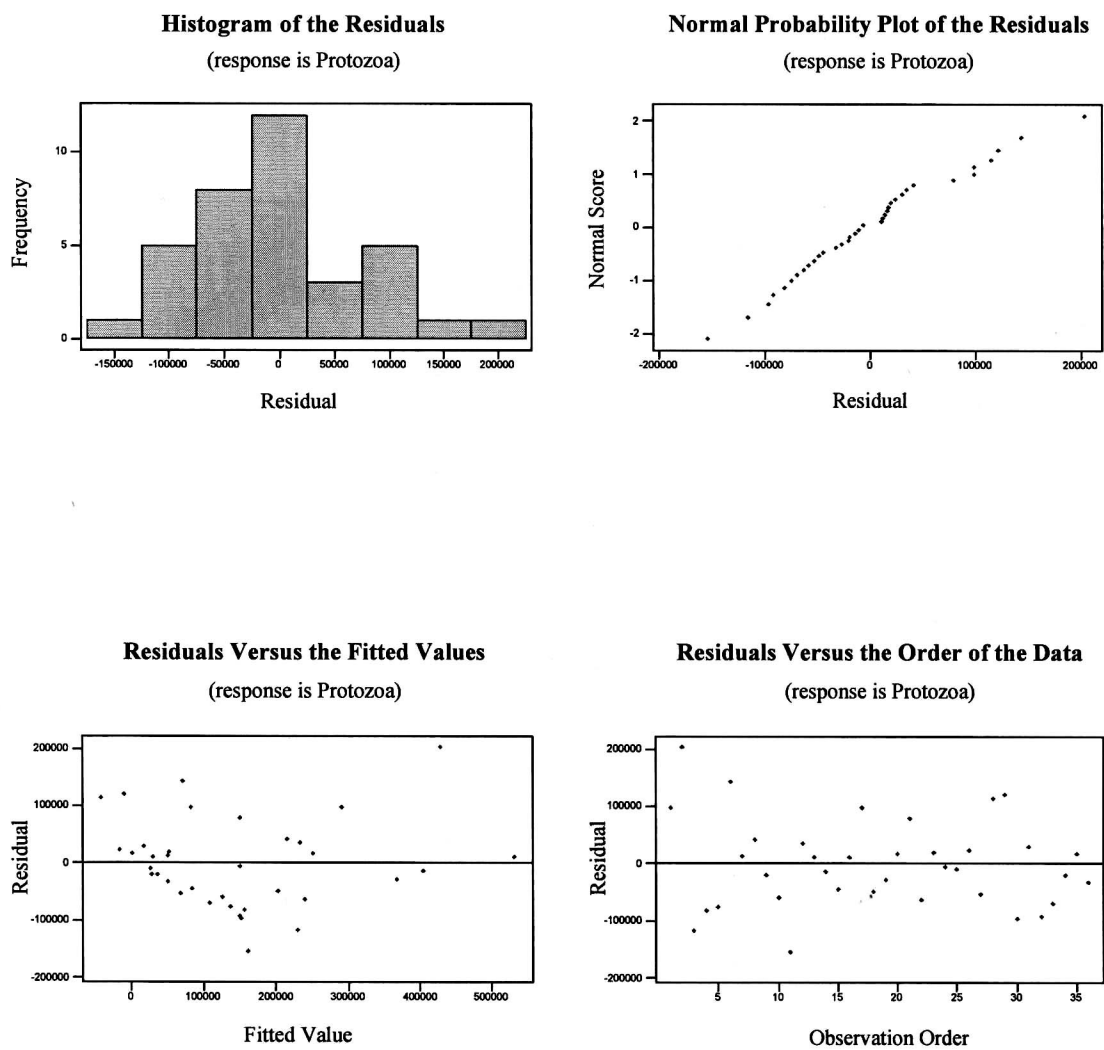 Histogram of the Residuals
(response is Protozoa)
10
5
0
Frequency
-150000 -100000 -50000 0 50000 100000 150000 200000
Residual
Normal Probability Plot of the Residuals
(response is Protozoa)
2
1
0
-1
-2
Normal Score
-200000 -100000 0 100000 200000
Residual
Residuals Versus the Fitted Values
(response is Protozoa)
200000
100000
0
-100000
-200000
Residual
0 100000 200000 300000 400000 500000
Fitted Value
Residuals Versus the Order of the Data
(response is Protozoa)
200000
100000
0
-100000
-200000
Residual
5 10 15 20 25 30 35
Observation Order